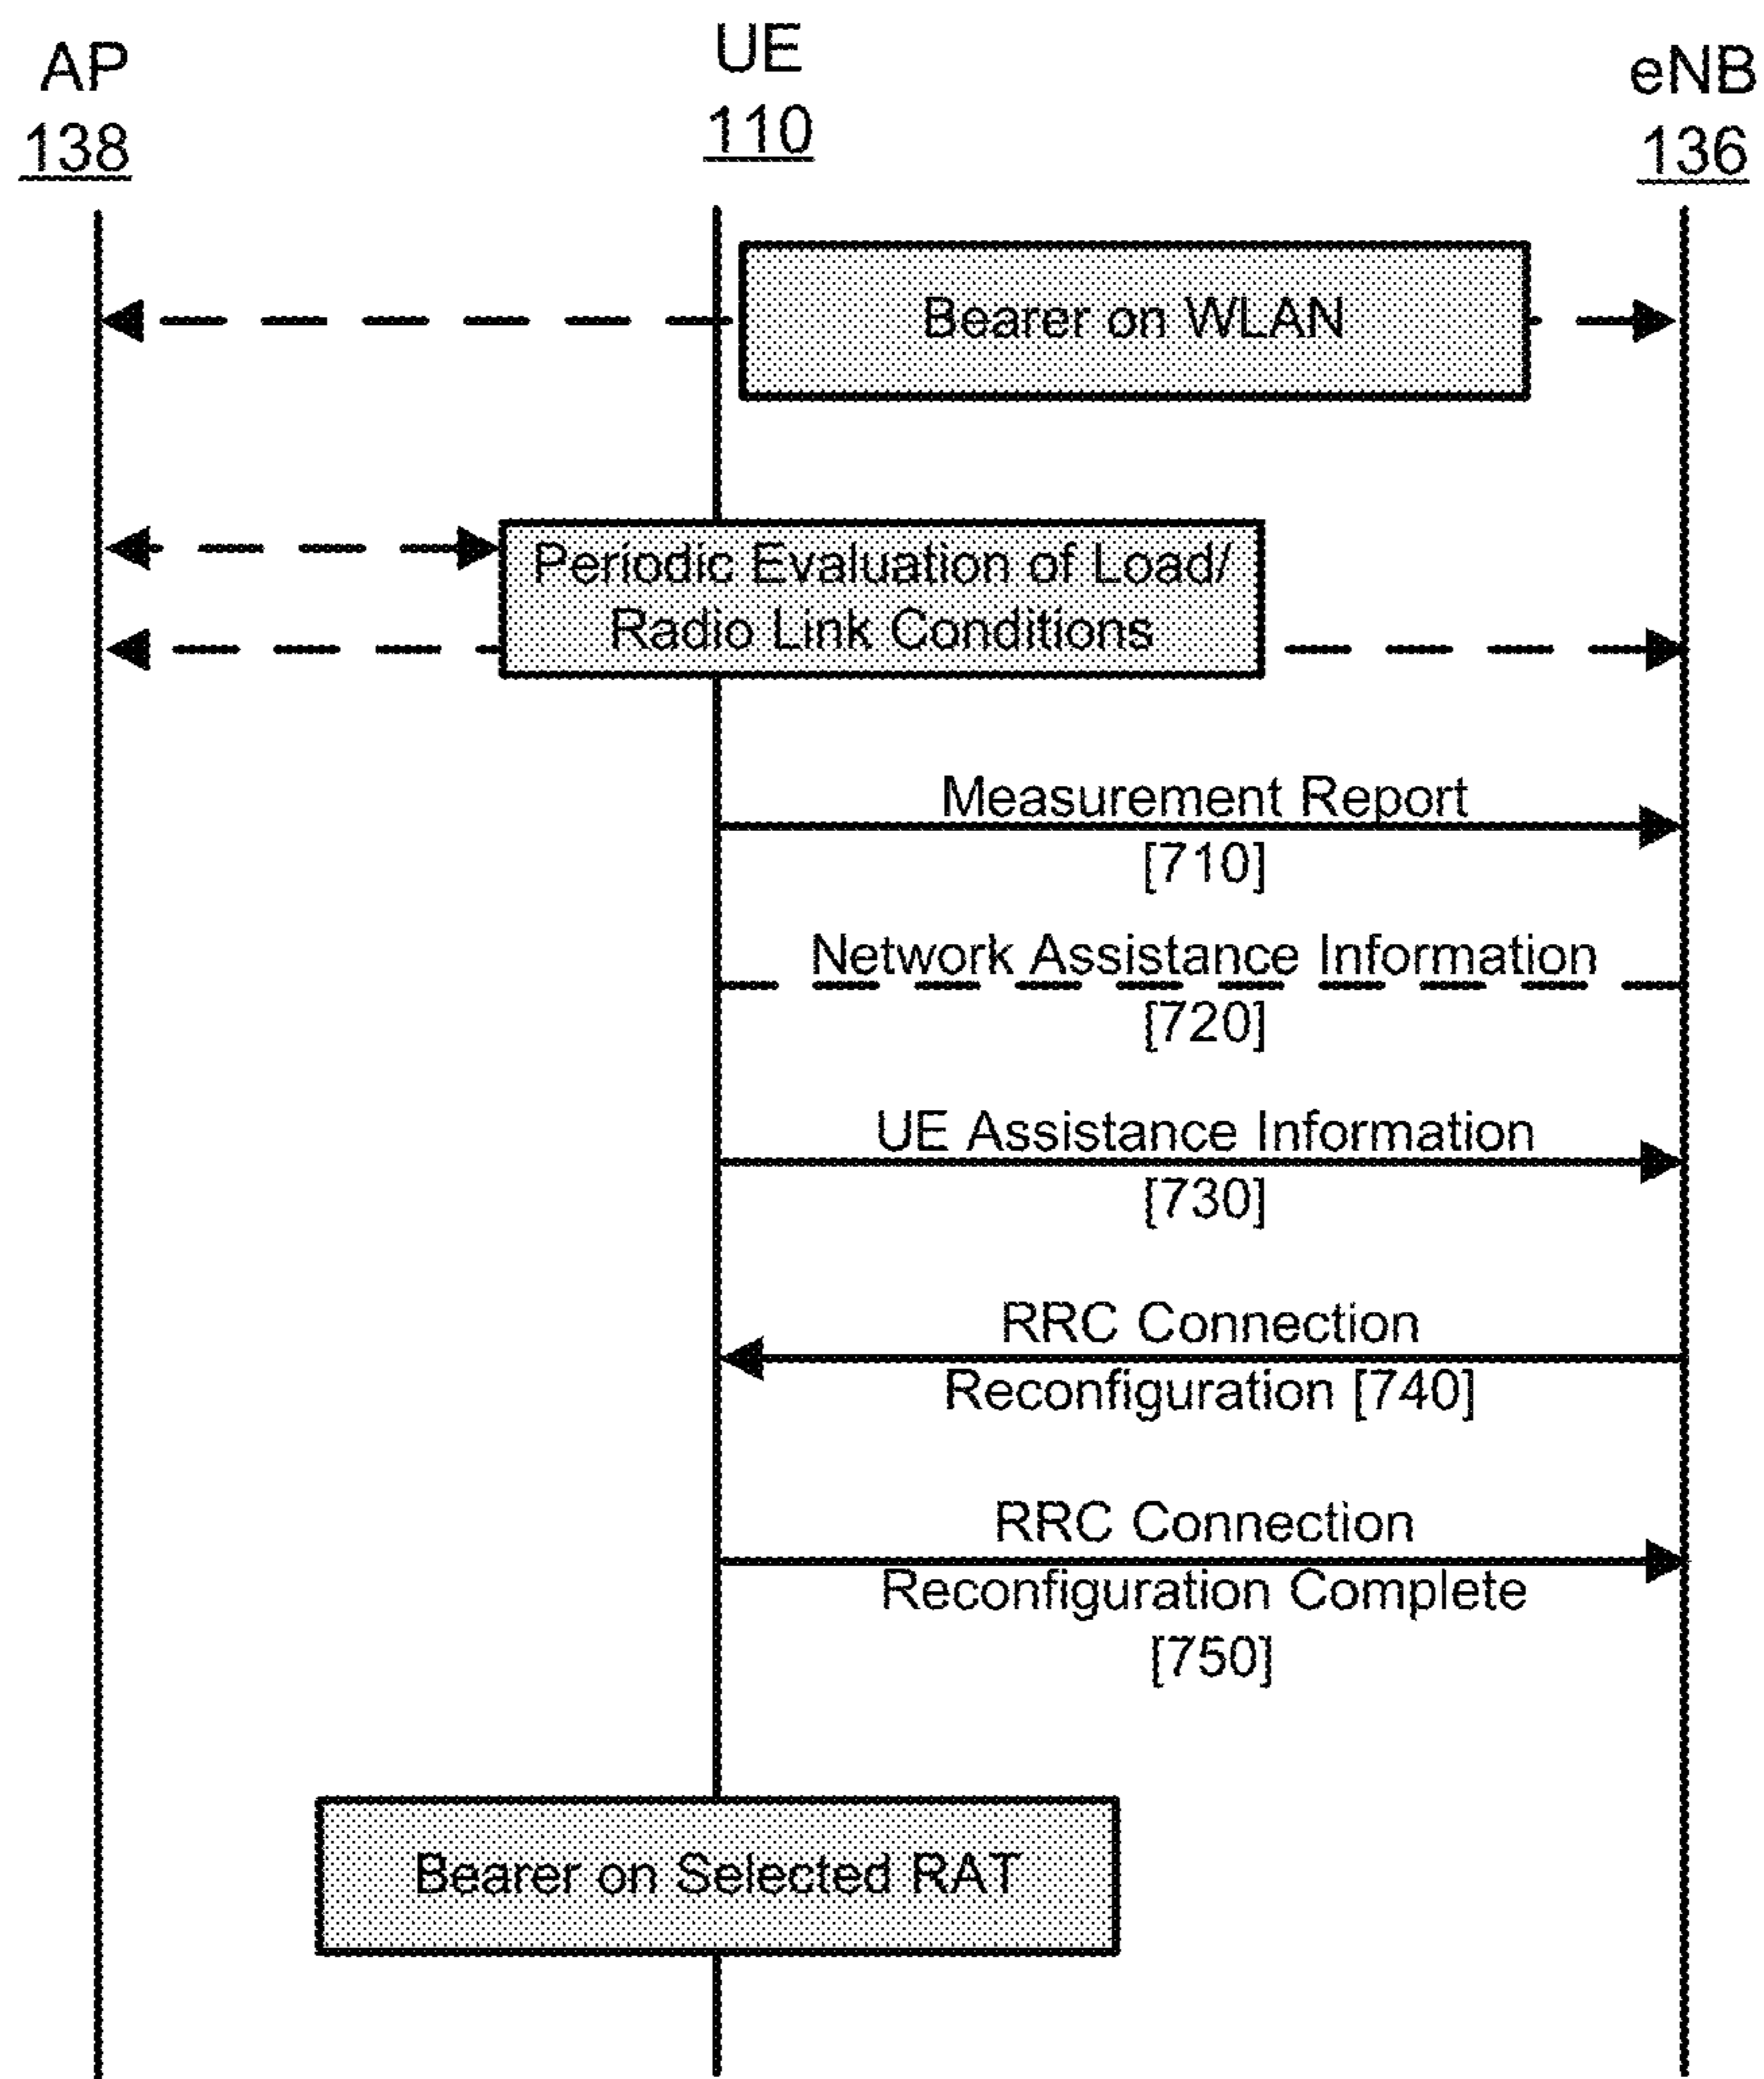 AP
138
UE
110
eNB
136
Bearer on WLAN
Periodic Evaluation of Load/
Radio Link Conditions
Measurement Report
[710]
Network Assistance Information
[720]
UE Assistance Information
[730]
RRC Connection
Reconfiguration [740]
RRC Connection
Reconfiguration Complete
[750]
Bearer on Selected RAT